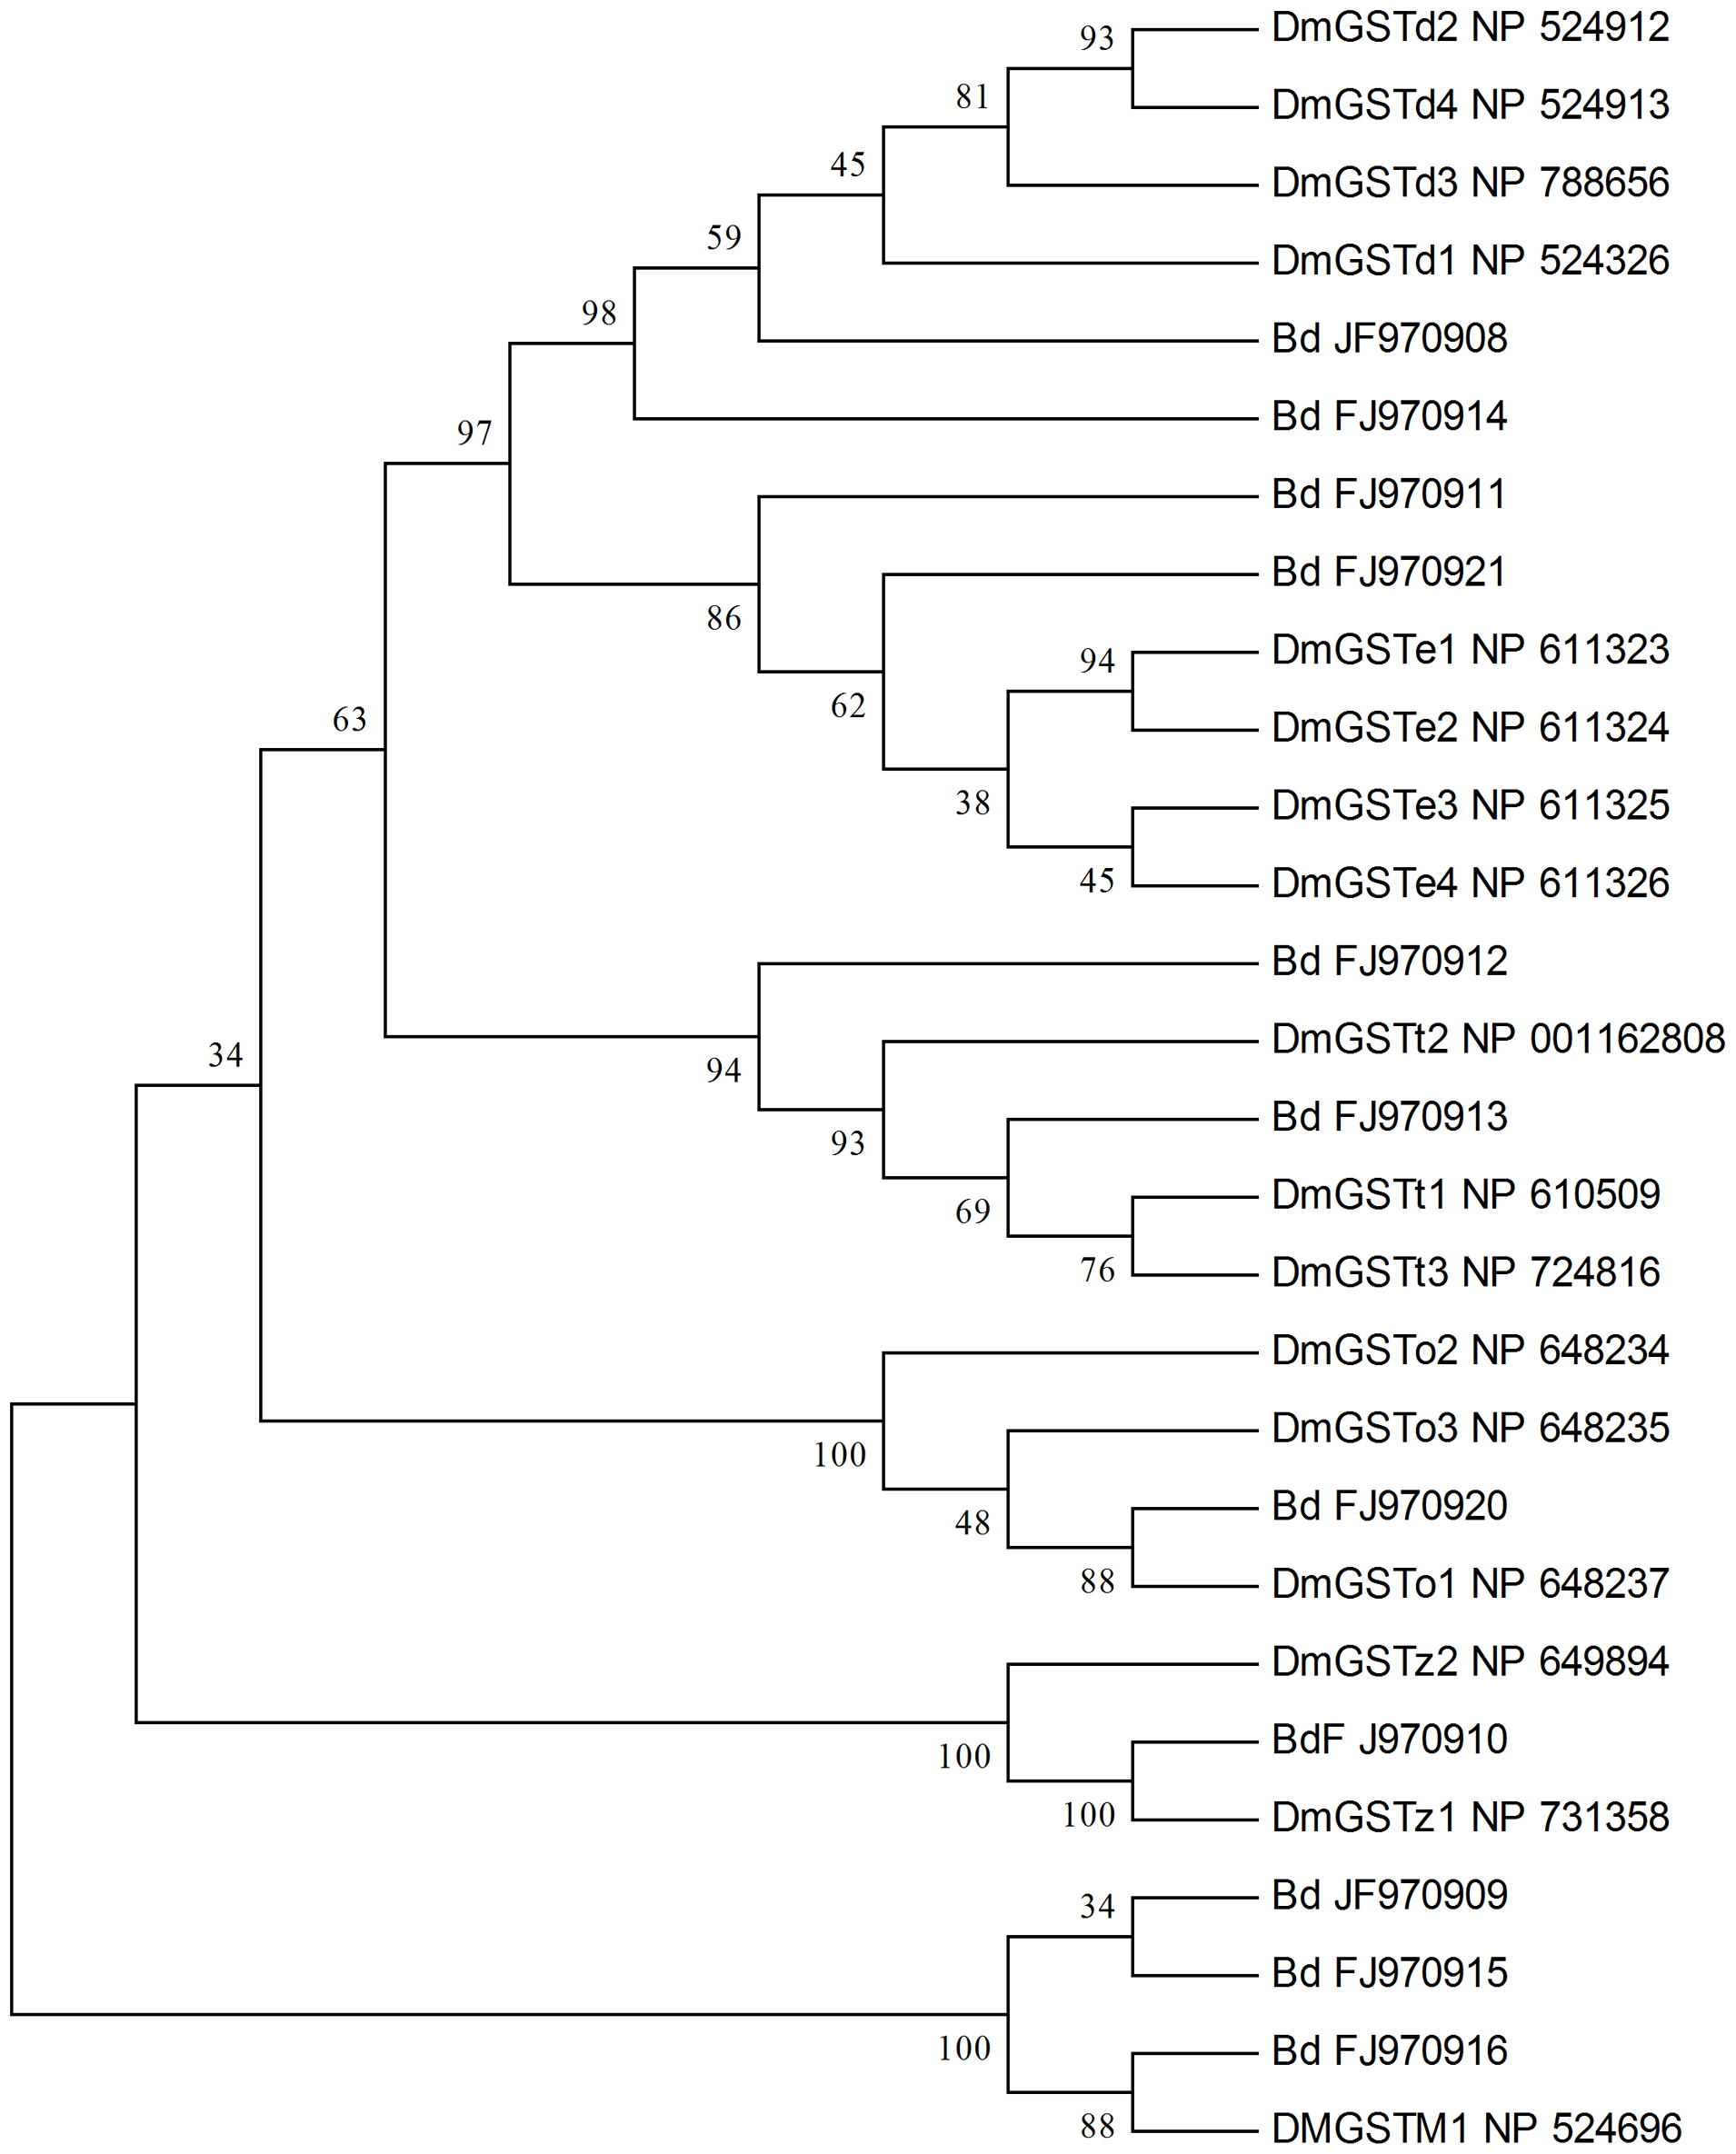 DmGSTd2 NP 524912
93
81
DmGSTd4 NP 524913
45
DmGSTd3 NP 788656
59
DmGSTd1 NP 524326
98
Bd JF970908
97
Bd FJ970914
Bd FJ970911
Bd FJ970921
86
DmGSTe1 NP 611323
94
62
DmGSTe2 NP 611324
63
38
DmGSTe3 NP 611325
45
DmGSTe4 NP 611326
Bd FJ970912
34
94
DmGSTt2 NP 001162808
93
Bd FJ970913
69
DmGSTt1 NP 610509
76
DmGSTt3 NP 724816
DmGSTo2 NP 648234
100
DmGSTo3 NP 648235
48
Bd FJ970920
88
DmGSTo1 NP 648237
DmGSTz2 NP 649894
100
BdF J970910
100
DmGSTz1 NP 731358
34
Bd JF970909
Bd FJ970915
100
Bd FJ970916
88
DMGSTM1 NP 524696